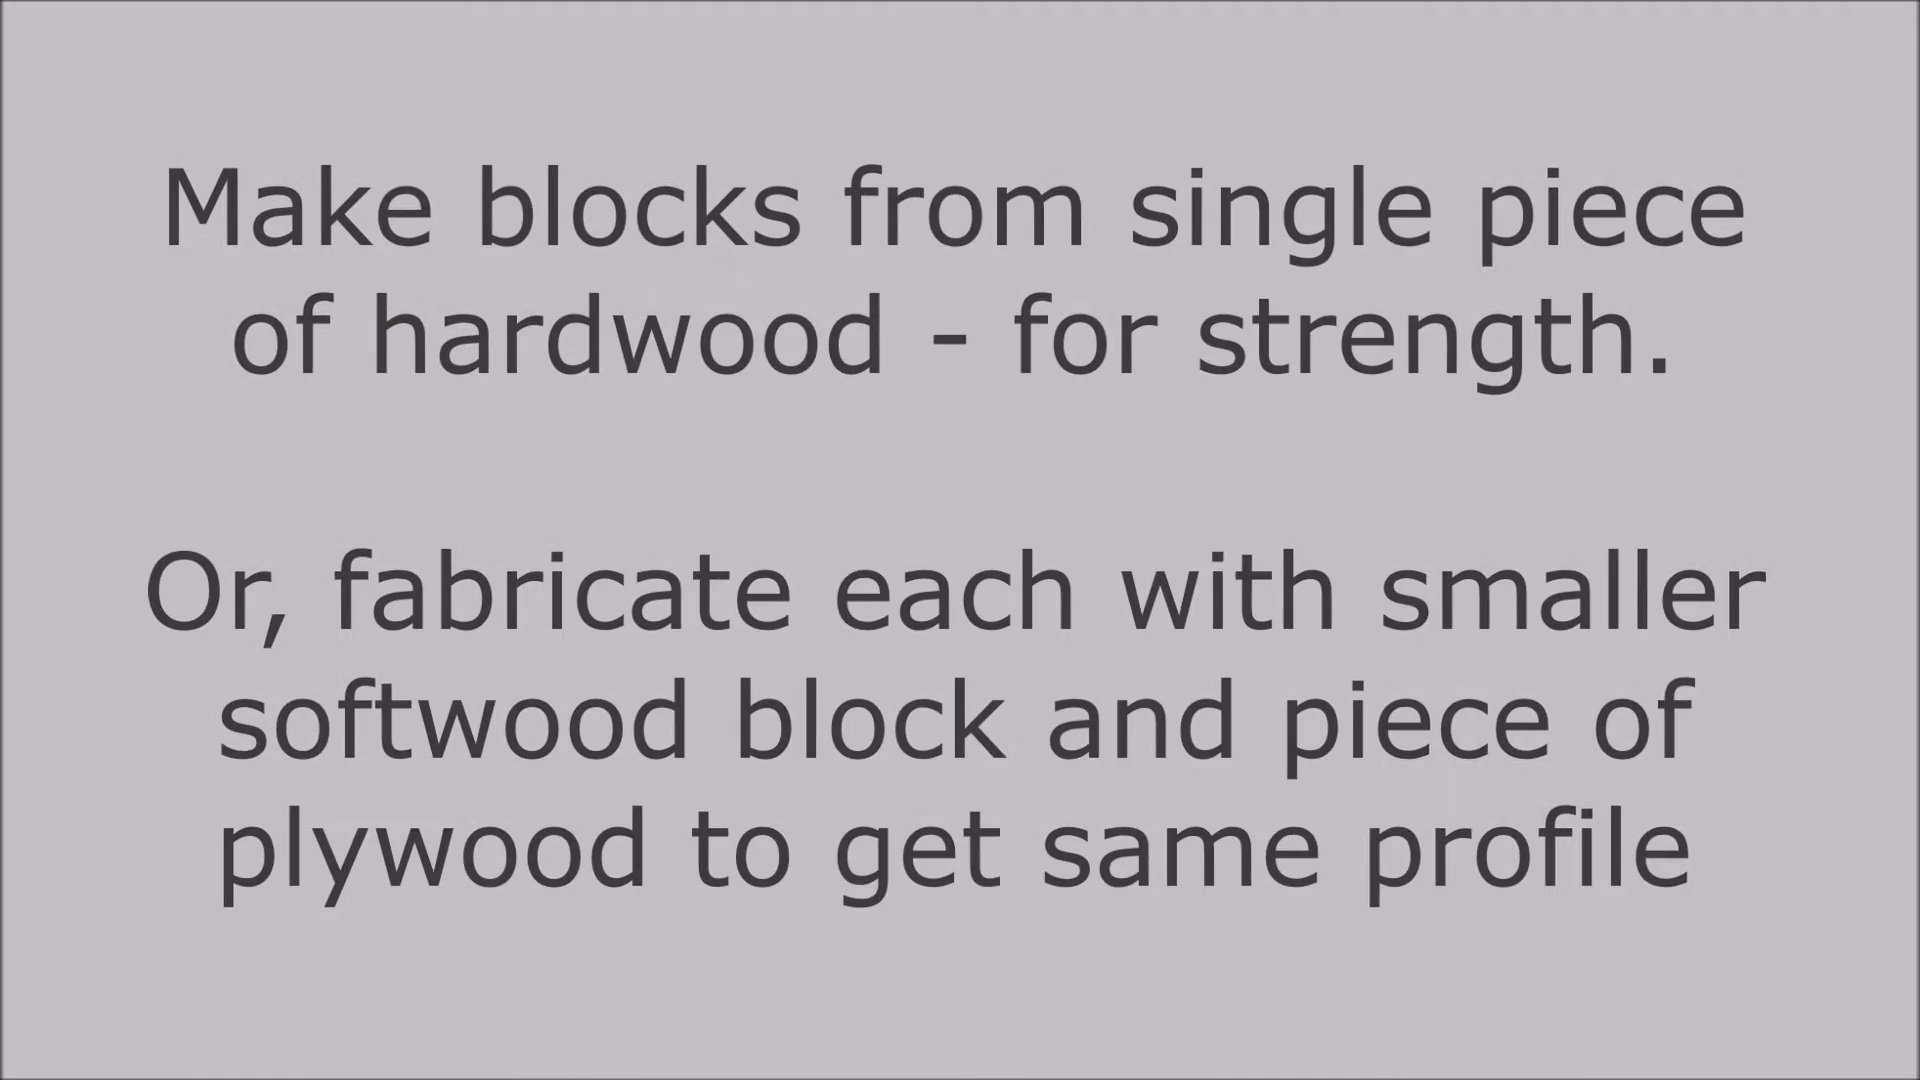 Make blocks from single piece
of hardwood - for strength.
Or, fabricate each with smaller
softwood block and piece of
plywood to get same profile